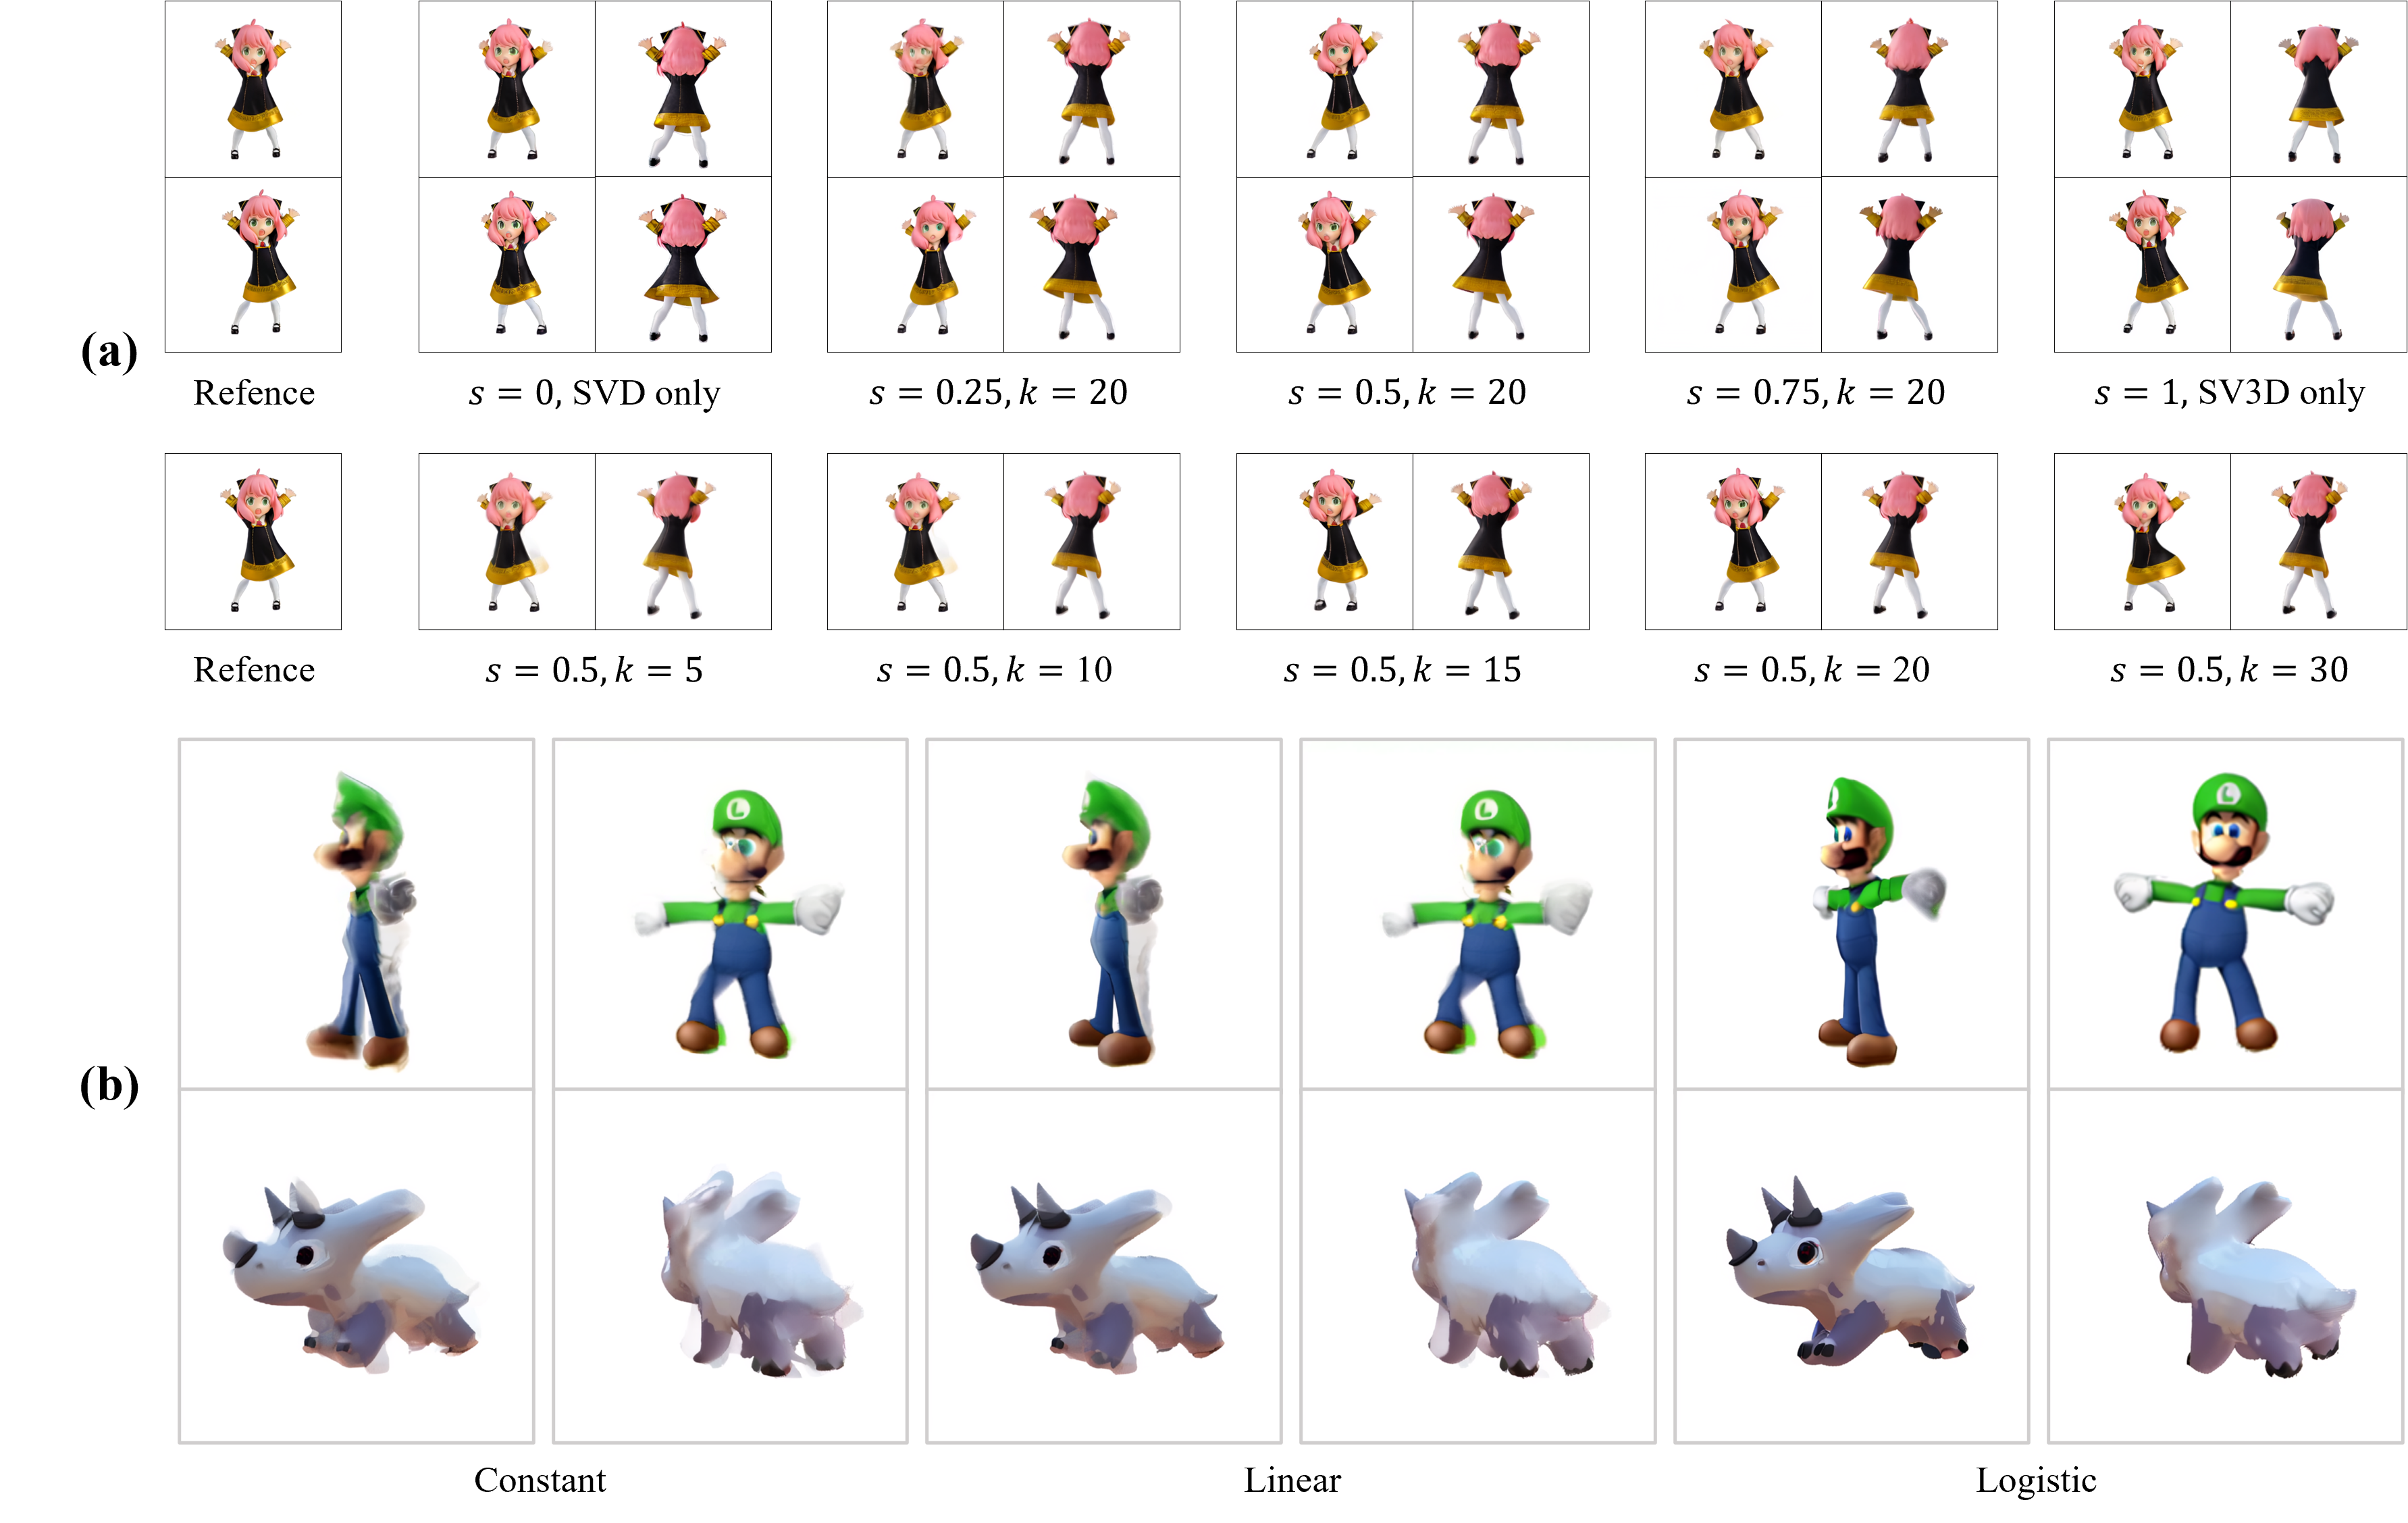 (a)
Refence
s = 0, SVD only
s = 0.25, k = 20
s = 0.5, k = 20
s = 0.75, k = 20
s = 1, SV3D only
Refence
s = 0.5, k = 5
s = 0.5, k = 10
s = 0.5, k = 15
s = 0.5, k = 20
s = 0.5, k = 30
(b)
L
L
L
Constant
Linear
Logistic